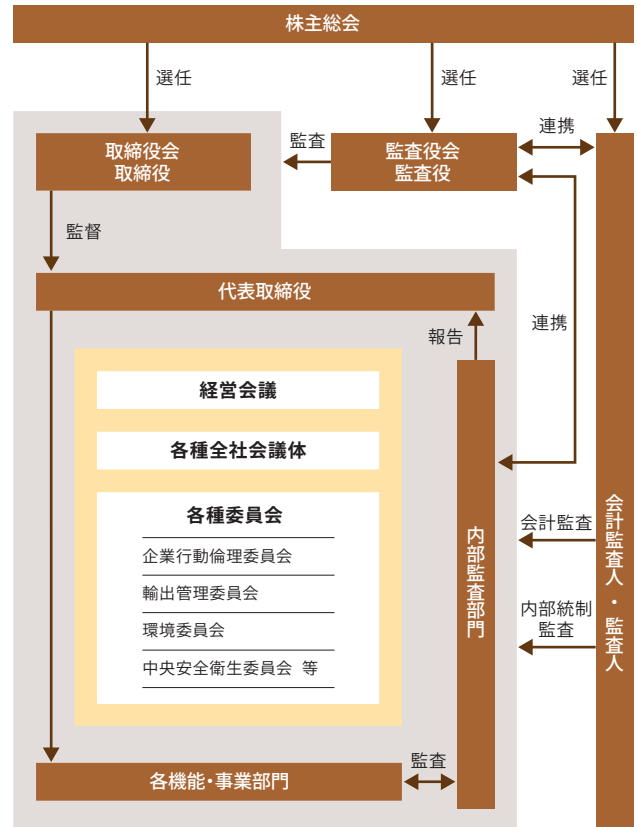 株主総会
選任
選任
選任
取締役会
取締役
監査
監査役会
監査役
連携
監督
代表取締役
報告
連携
経営会議
各種全社会議体
各種委員会
企業行動倫理委員会
輸出管理委員会
環境委員会
中央安全衛生委員会 等
内部監査部門
会計監査
内部統制
監査
会計監査人・監査人
各機能・事業部門
監査